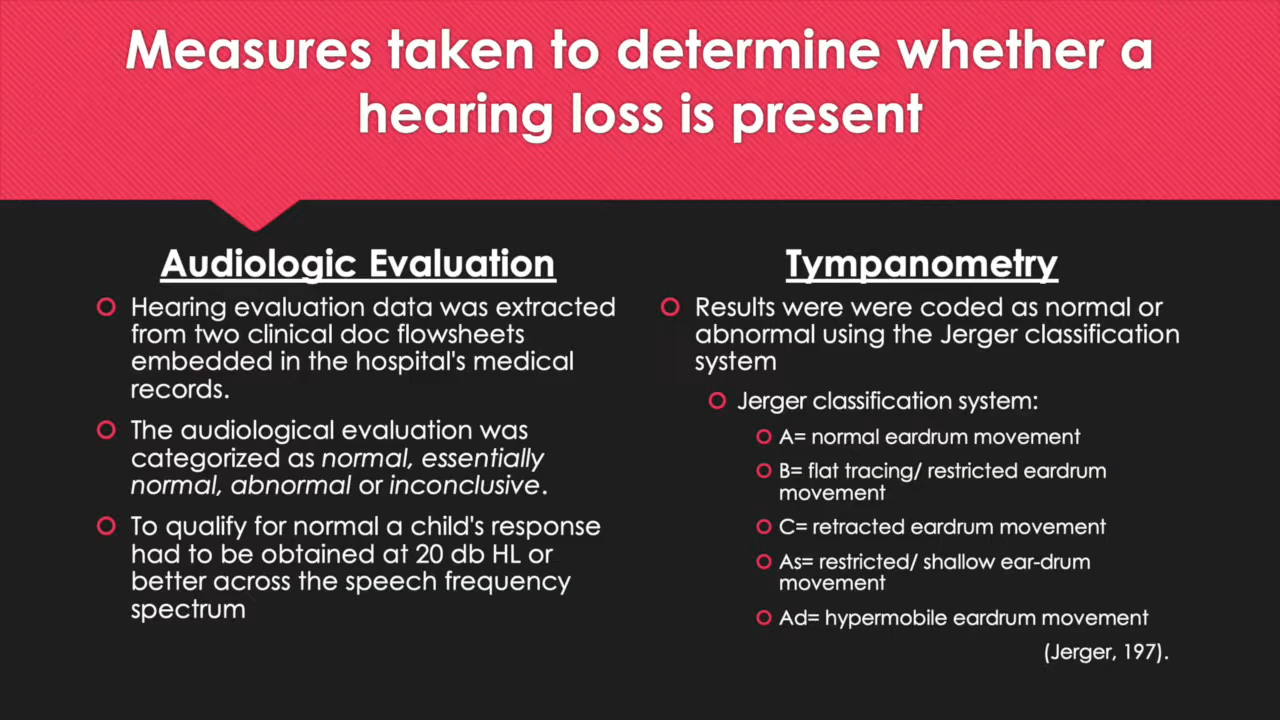 Measures taken to determine whether a
hearing loss is present
Audiologic Evaluation
Hearing evaluation data was extracted
from two clinical doc flowsheets
embedded in the hospital's medical
records.
The audiological evaluation was
categorized as normal, essentially
normal, abnormal or inconclusive.
To qualify for normal a child's response
had to be obtained at 20 db HL or
better across the speech frequency
spectrum
Tympanometry
Results were were coded as normal or
abnormal using the Jerger classification
system
Jerger classification system:
A= normal eardrum movement
B= flat tracing/ restricted eardrum
movement
C= retracted eardrum movement
As= restricted/ shallow ear-drum
movement
Ad= hypermobile eardrum movement
(Jerger, 197).